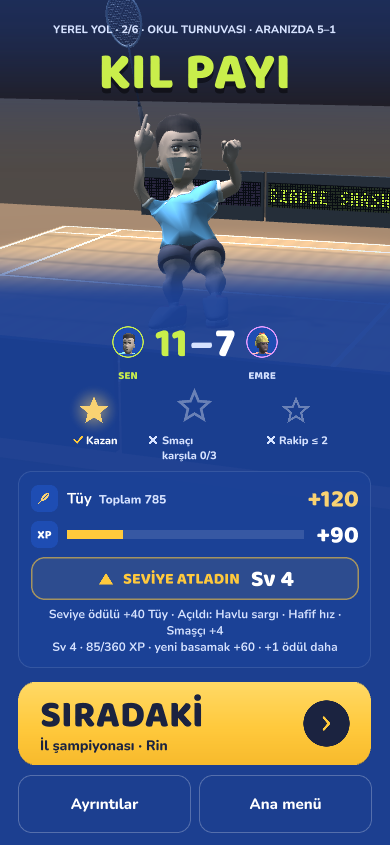 YEREL YOL · 2/6 · OKUL TURNUVASI · ARANIZDA 5–1
KIL PAYI
BIRDIE SMASH
11–7
SEN
EMRE
Kazan
Smaçı
karşıla 0/3
Rakip ≤ 2
Tüy Toplam 785 +120
XP +90
SEVİYE ATLADIN Sv 4
Seviye ödülü +40 Tüy · Açıldı: Havlu sargı · Hafif hız ·
Smaşçı +4
Sv 4 · 85/360 XP · yeni basamak +60 · +1 ödül daha
SIRADAKİ
İl şampiyonası · Rin
Ayrıntılar
Ana menü